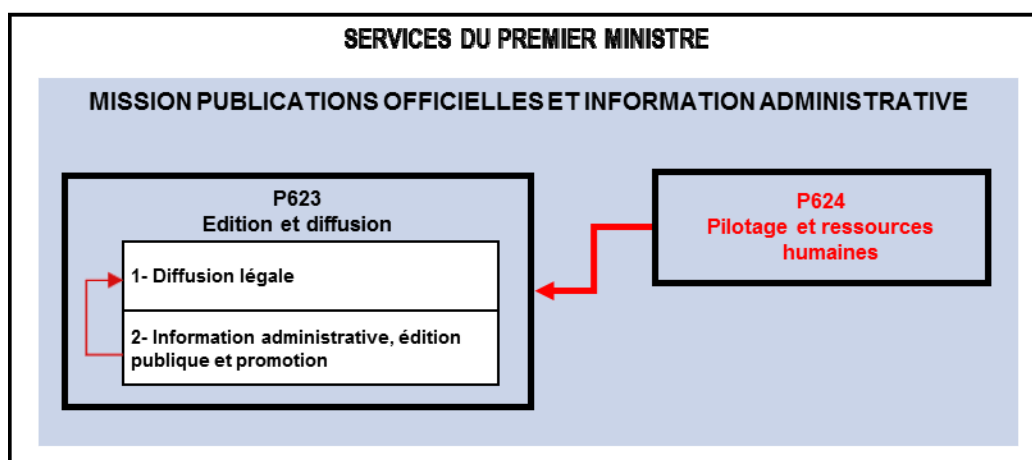 SERVICES DU PREMIER MINISTRE
MISSION PUBLICATIONS OFFICIELLES ET INFORMATION ADMINISTRATIVE
P623
Edition et diffusion
1- Diffusion légale
2- Information administrative, édition
publique et promotion
P624
Pilotage et ressources
humaines